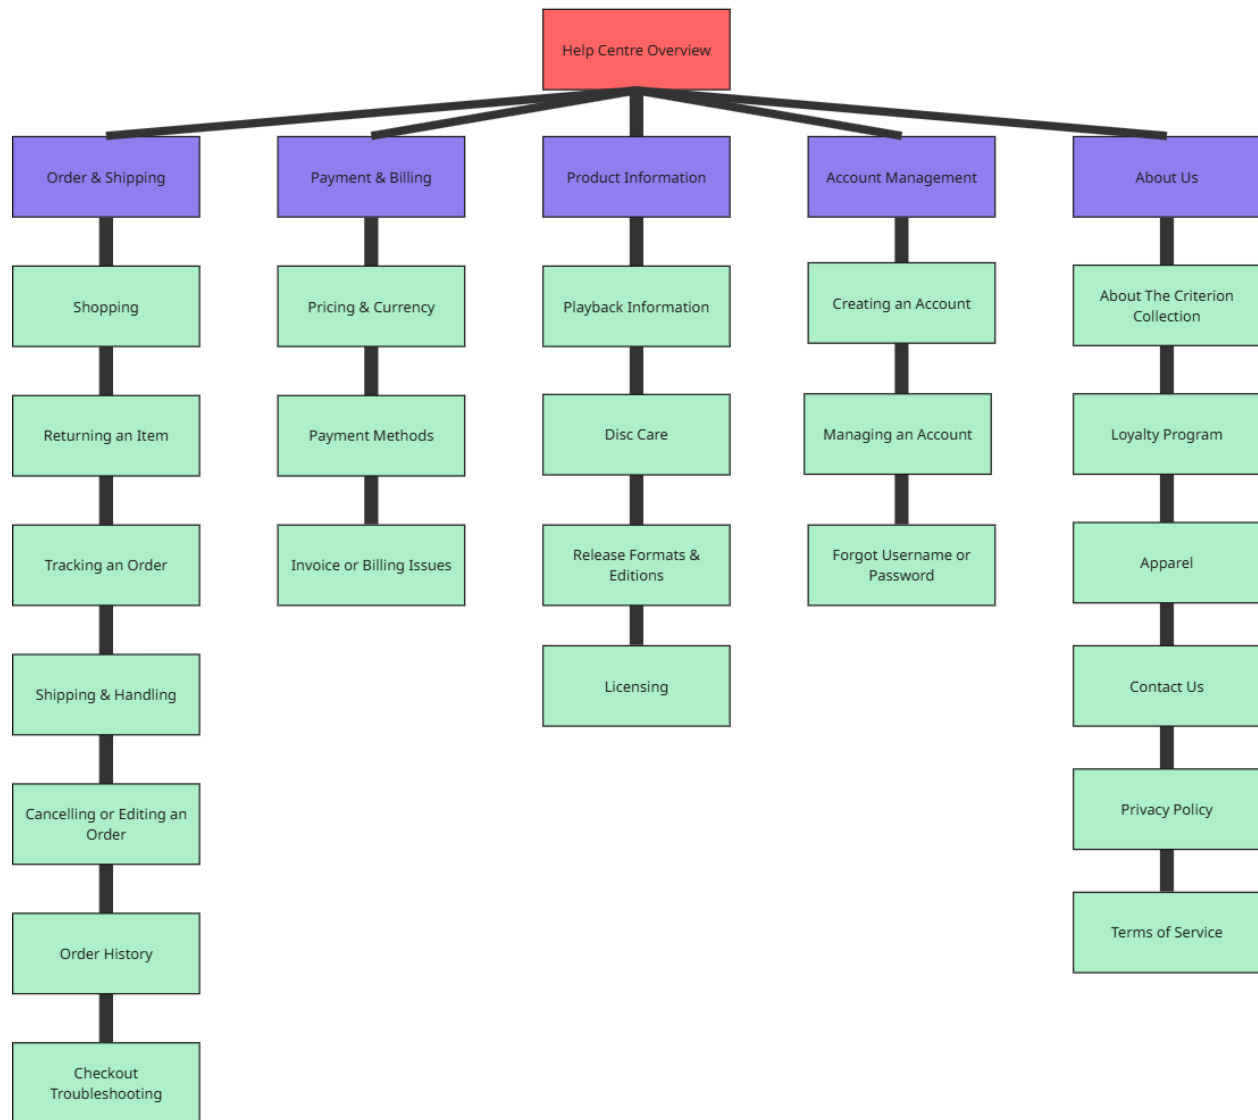 Help Centre Overview
Order & Shipping
Payment & Billing
Product Information
Account Management
About Us
Shopping
Pricing & Currency
Playback Information
Creating an Account
About The Criterion
Collection
Returning an Item
Payment Methods
Disc Care
Managing an Account
Loyalty Program
Tracking an Order
Invoice or Billing Issues
Release Formats &
Editions
Forgot Username or
Password
Apparel
Shipping & Handling
Licensing
Contact Us
Cancelling or Editing an
Order
Privacy Policy
Order History
Terms of Service
Checkout
Troubleshooting